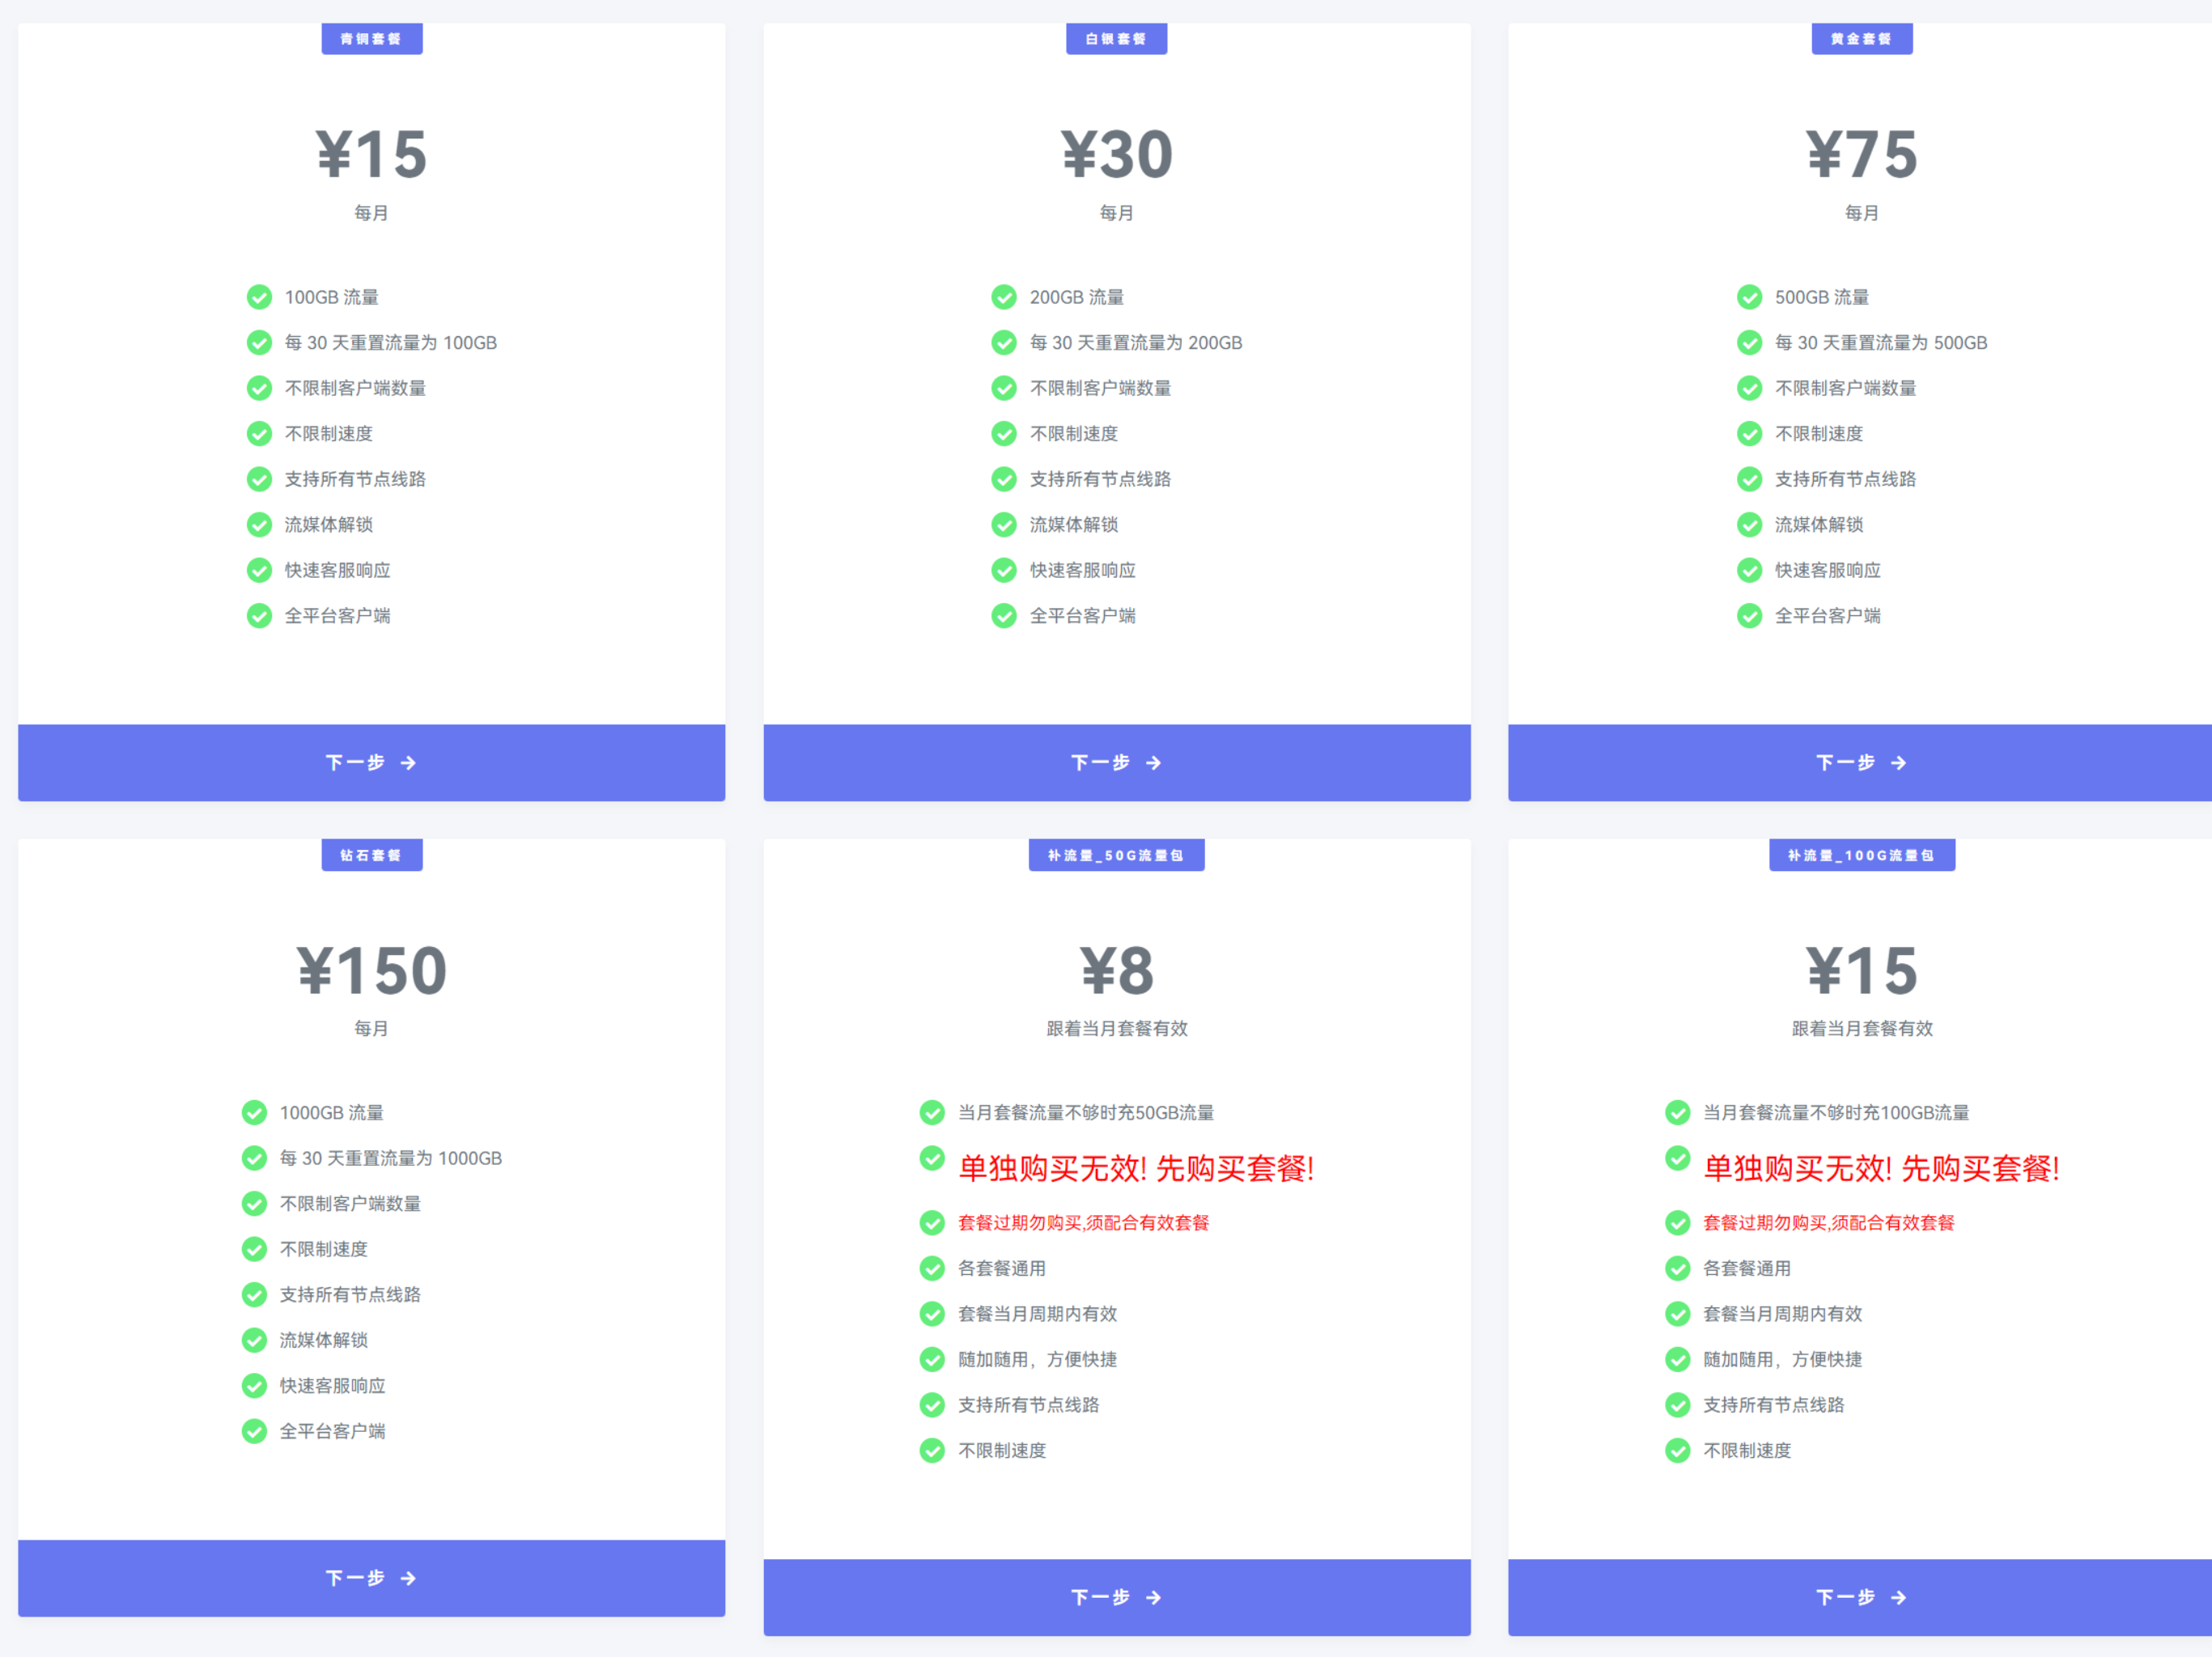 青铜套餐
¥15
每月
100GB 流量
每 30 天重置流量为 100GB
不限制客户端数量
不限制速度
支持所有节点线路
流媒体解锁
快速客服响应
全平台客户端
下一步 →
白银套餐
¥30
每月
200GB 流量
每 30 天重置流量为 200GB
不限制客户端数量
不限制速度
支持所有节点线路
流媒体解锁
快速客服响应
全平台客户端
下一步 →
黄金套餐
¥75
每月
500GB 流量
每 30 天重置流量为 500GB
不限制客户端数量
不限制速度
支持所有节点线路
流媒体解锁
快速客服响应
全平台客户端
下一步 →
钻石套餐
¥150
每月
1000GB 流量
每 30 天重置流量为 1000GB
不限制客户端数量
不限制速度
支持所有节点线路
流媒体解锁
快速客服响应
全平台客户端
下一步 →
补流量_50G流量包
¥8
跟着当月套餐有效
当月套餐流量不够时充50GB流量
单独购买无效! 先购买套餐!
套餐过期勿购买,须配合有效套餐
各套餐通用
套餐当月周期内有效
随加随用，方便快捷
支持所有节点线路
不限制速度
下一步 →
补流量_100G流量包
¥15
跟着当月套餐有效
当月套餐流量不够时充100GB流量
单独购买无效! 先购买套餐!
套餐过期勿购买,须配合有效套餐
各套餐通用
套餐当月周期内有效
随加随用，方便快捷
支持所有节点线路
不限制速度
下一步 →